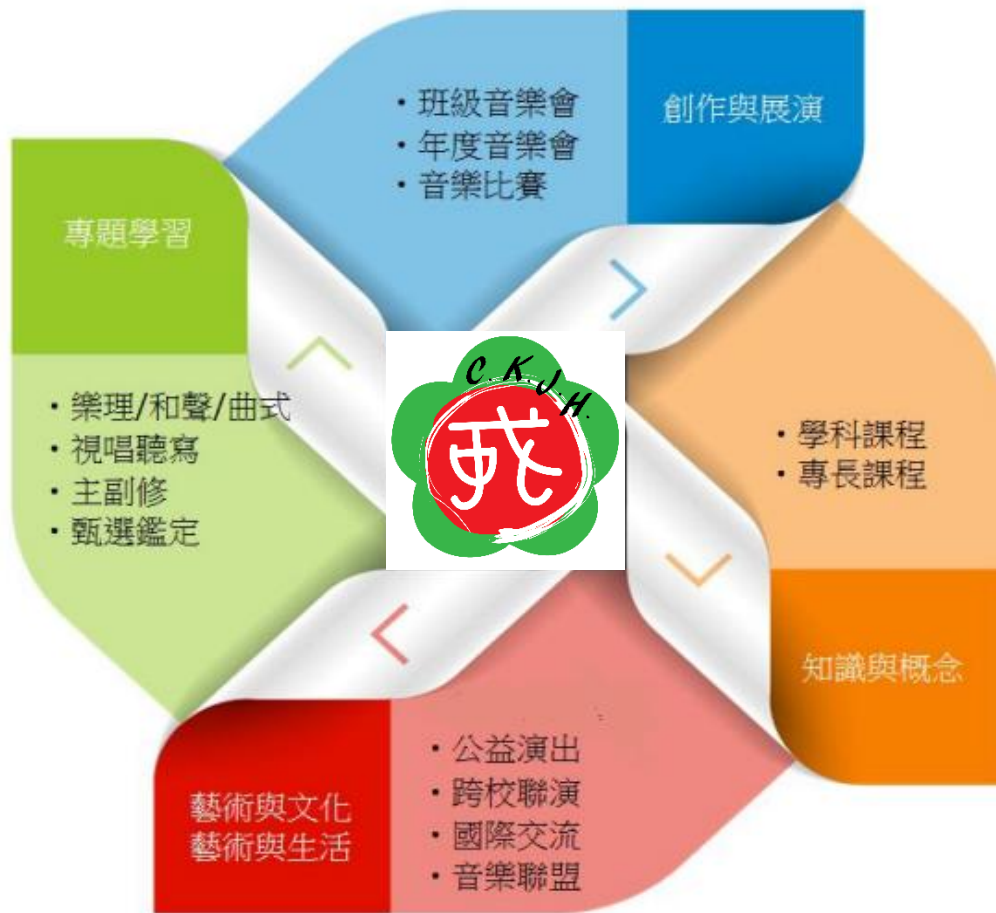 創作與展演
・班級音樂會
・年度音樂會
・音樂比賽
知識與概念
・學科課程
・專長課程
藝術與文化
藝術與生活
・公益演出
・跨校聯演
・國際交流
・音樂聯盟
專題學習
・樂理/和聲/曲式
・視唱聽寫
・主副修
・甄選鑑定
C.K.J.H.